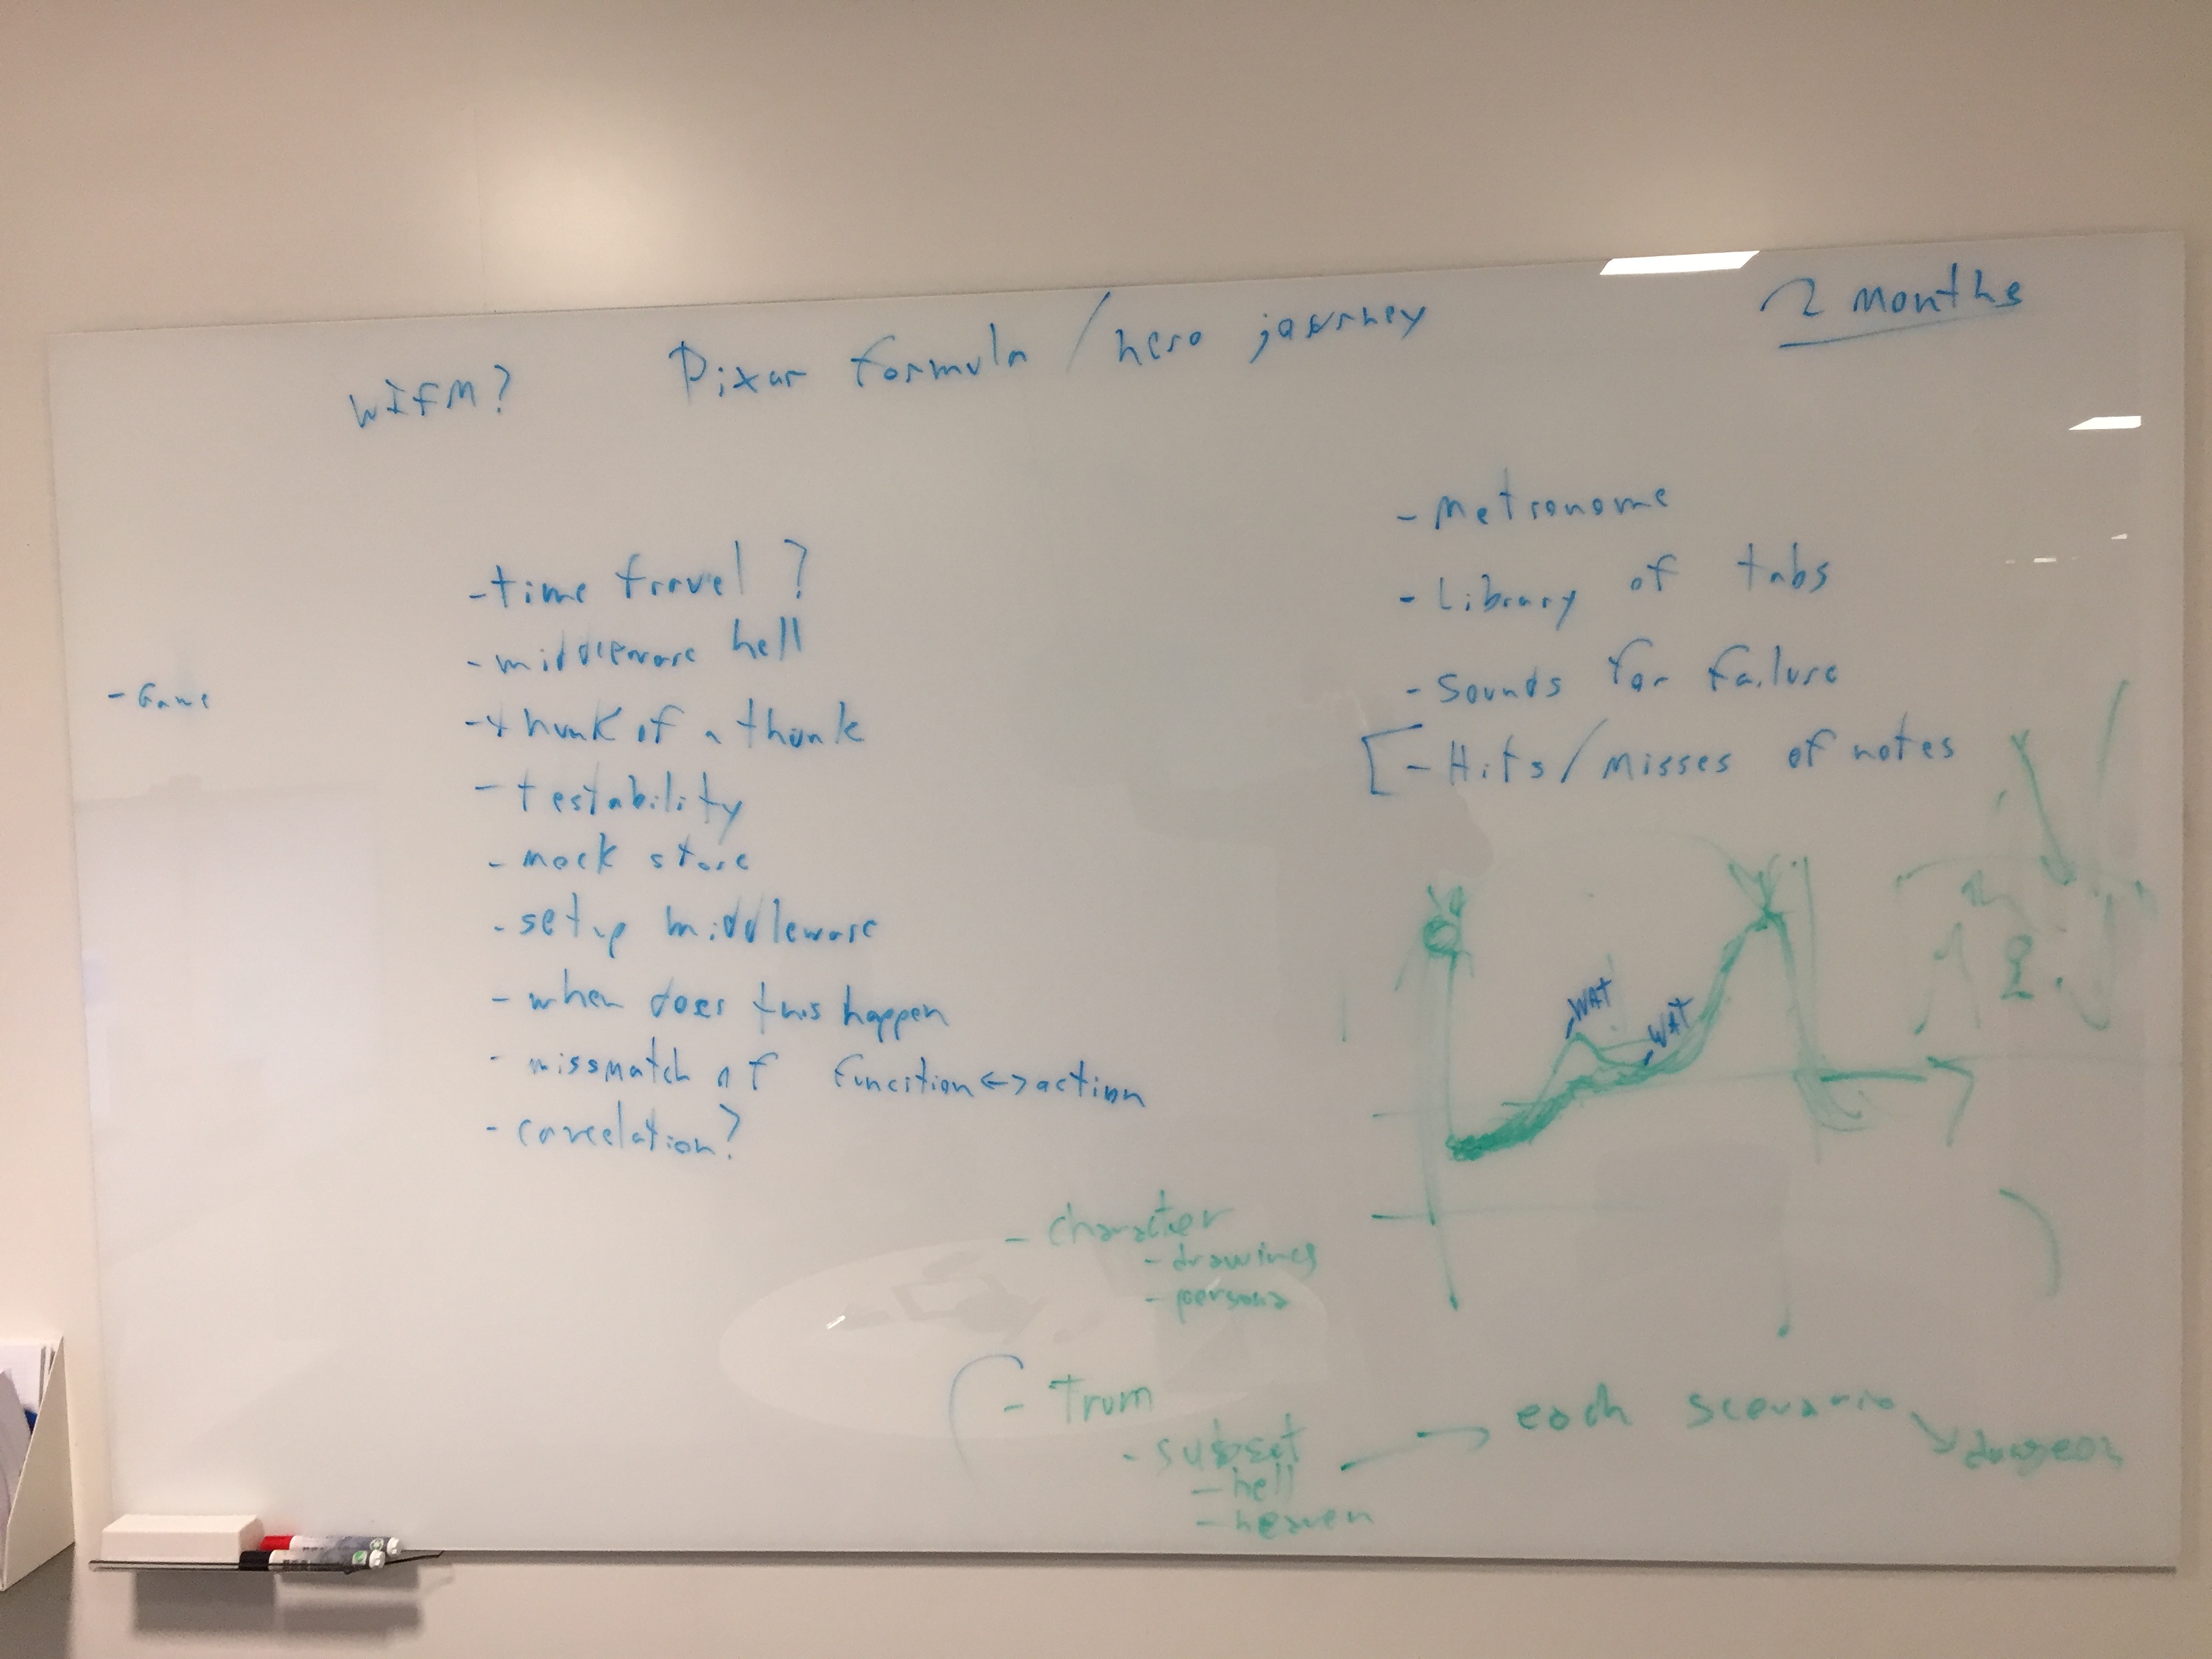 WIFM?
Pixar formula / hero journey
2 months
- Game
- time travel ?
- middleware hell
- thunk of a thunk
- testability
- mock store
- setup middleware
- when does this happen
- missmatch of funcition <-> action
- cancelation?
- Metronome
- Library of tabs
- Sounds for failure
- Hits / misses of notes
WAT
WAT
- character
- drawings
- persona
- Trum
- subset
- hell
- heaven
each scenario
dungeon